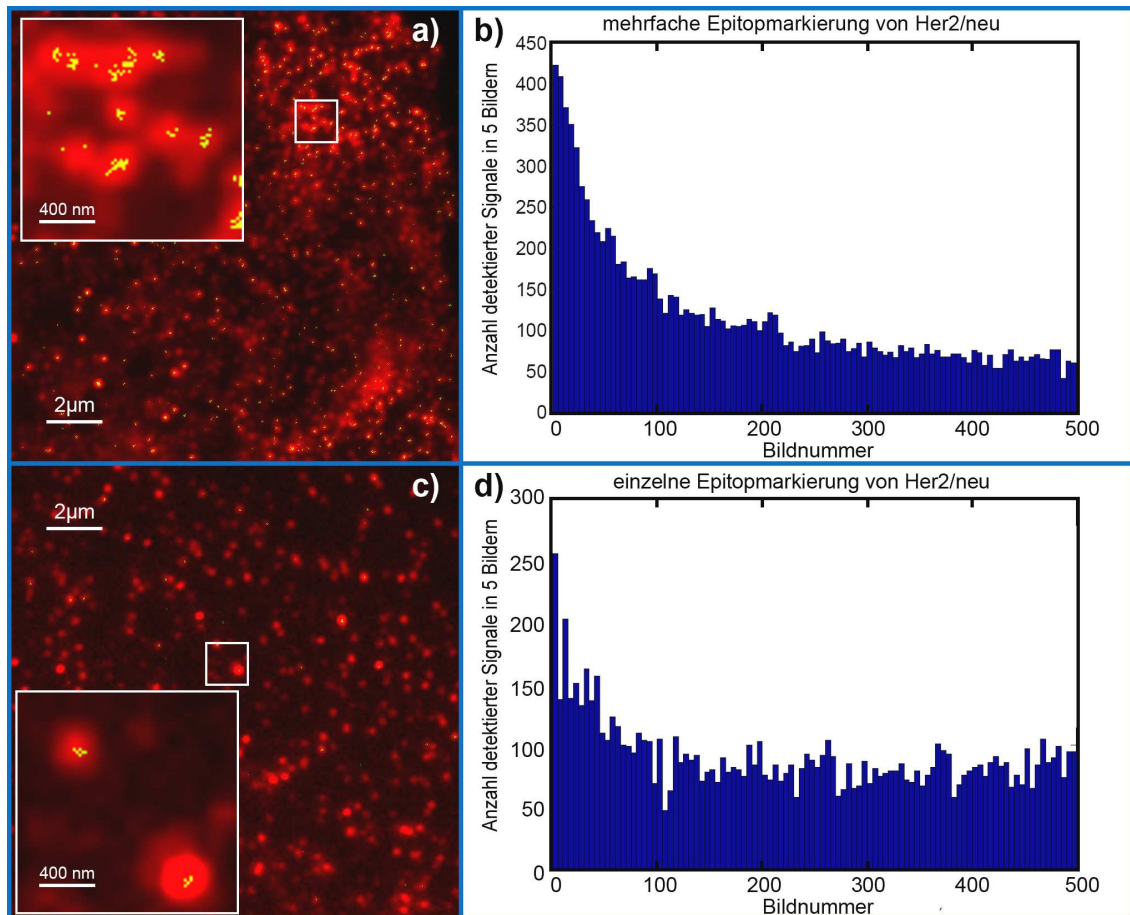 a)
400 nm
2µm
b)
mehrfache Epitopmarkierung von Her2/neu
Anzahl detektierter Signale in 5 Bildern
450
400
350
300
250
200
150
100
50
0
0 100 200 300 400 500
Bildnummer
c)
2µm
400 nm
d)
einzelne Epitopmarkierung von Her2/neu
Anzahl detektierter Signale in 5 Bildern
300
250
200
150
100
50
0
0 100 200 300 400 500
Bildnummer